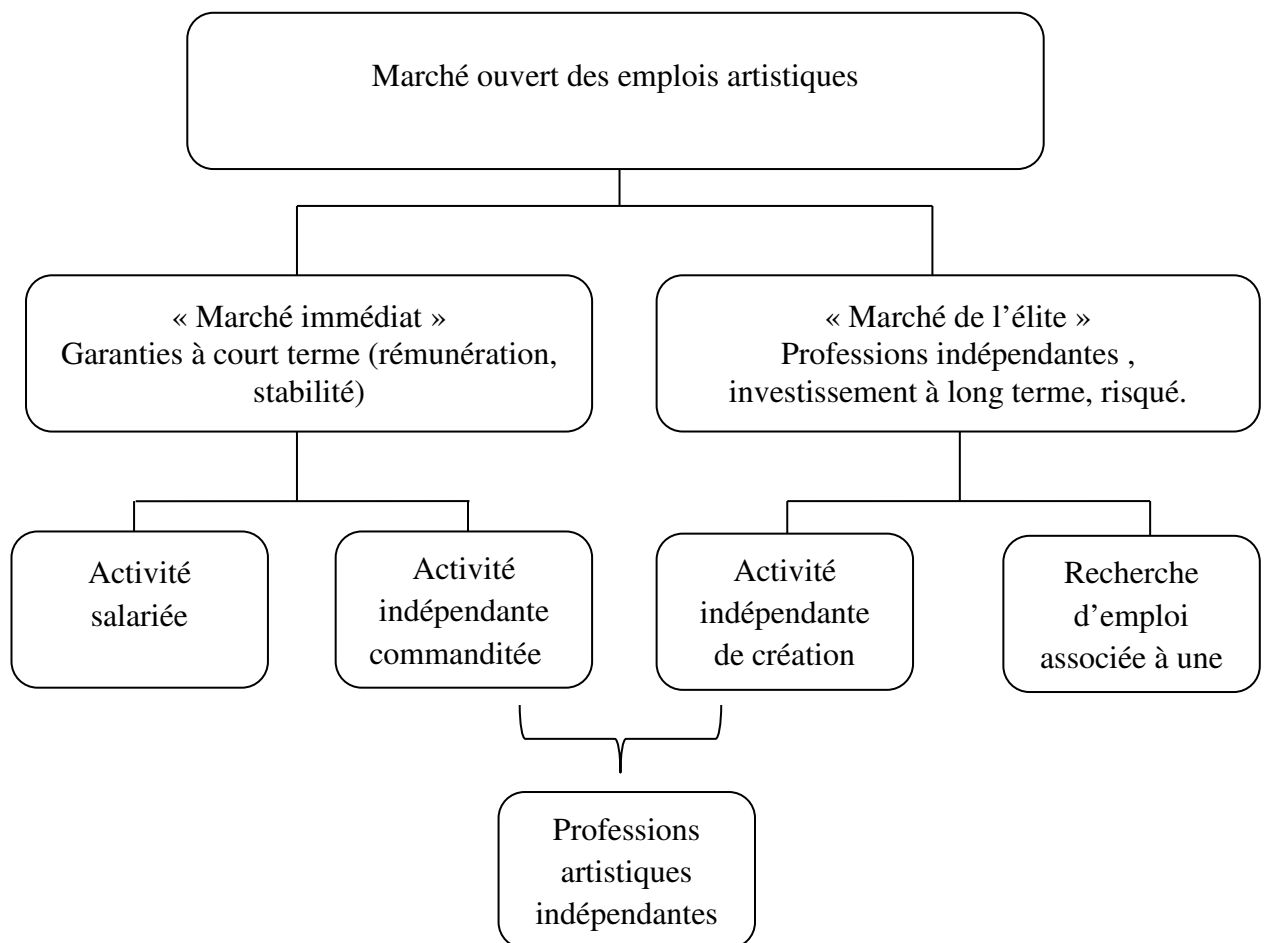 Marché ouvert des emplois artistiques
« Marché immédiat »
Garanties à court terme (rémunération,
stabilité)
« Marché de l’élite »
Professions indépendantes ,
investissement à long terme, risqué.
Activité
salariée
Activité
indépendante
commanditée
Activité
indépendante
de création
Recherche
d’emploi
associée à une
Professions
artistiques
indépendantes